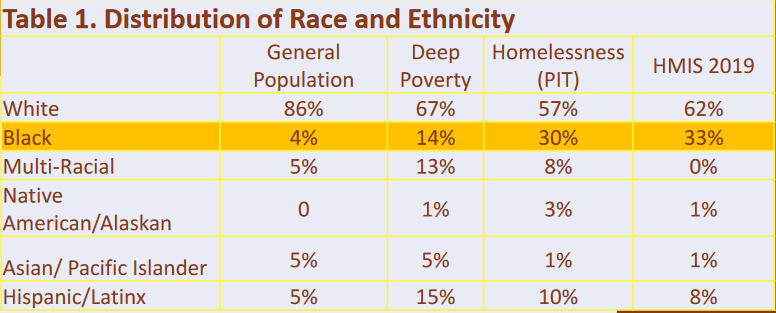 Table 1. Distribution of Race and Ethnicity
General Population Deep Poverty Homelessness (PIT) HMIS 2019
White 86% 67% 57% 62%
Black 4% 14% 30% 33%
Multi-Racial 5% 13% 8% 0%
Native American/Alaskan 0 1% 3% 1%
Asian/ Pacific Islander 5% 5% 1% 1%
Hispanic/Latinx 5% 15% 10% 8%